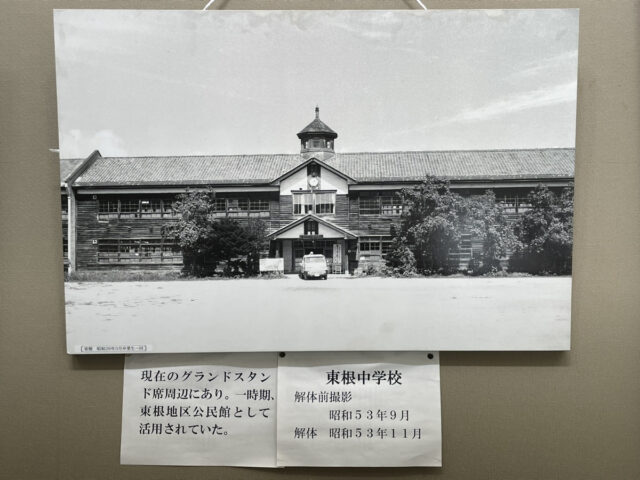 現在のグランドスタン
ド席周辺にあり。一時期、
東根地区公民館として
活用されていた。
東根中学校
解体前撮影
昭和５３年９月
解体　昭和５３年１１月